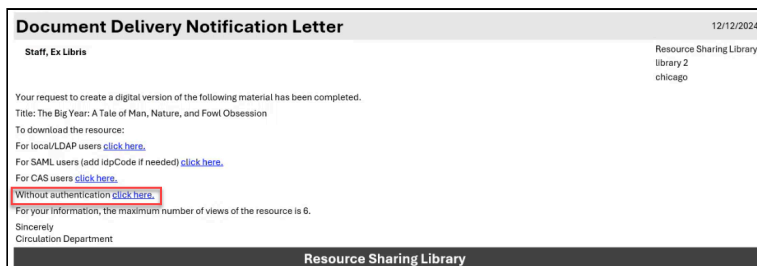 Document Delivery Notification Letter
12/12/2024
Staff, Ex Libris
Resource Sharing Library
library 2
chicago
Your request to create a digital version of the following material has been completed.
Title: The Big Year: A Tale of Man, Nature, and Fowl Obsession
To download the resource:
For local/LDAP users click here.
For SAML users (add idpCode if needed) click here.
For CAS users click here.
Without authentication click here.
For your information, the maximum number of views of the resource is 6.
Sincerely
Circulation Department
Resource Sharing Library